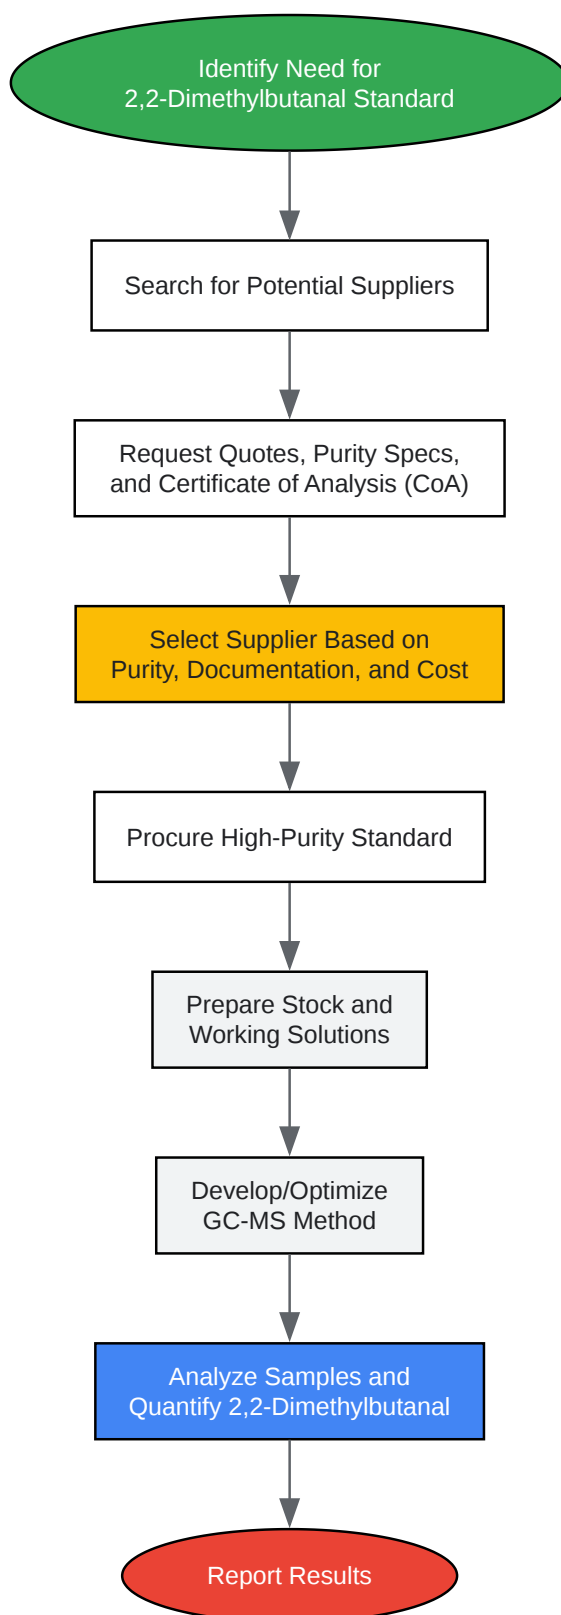 Identify Need for
2,2-Dimethylbutanal Standard
Search for Potential Suppliers
Request Quotes, Purity Specs,
and Certificate of Analysis (CoA)
Select Supplier Based on
Purity, Documentation, and Cost
Procure High-Purity Standard
Prepare Stock and
Working Solutions
Develop/Optimize
GC-MS Method
Analyze Samples and
Quantify 2,2-Dimethylbutanal
Report Results